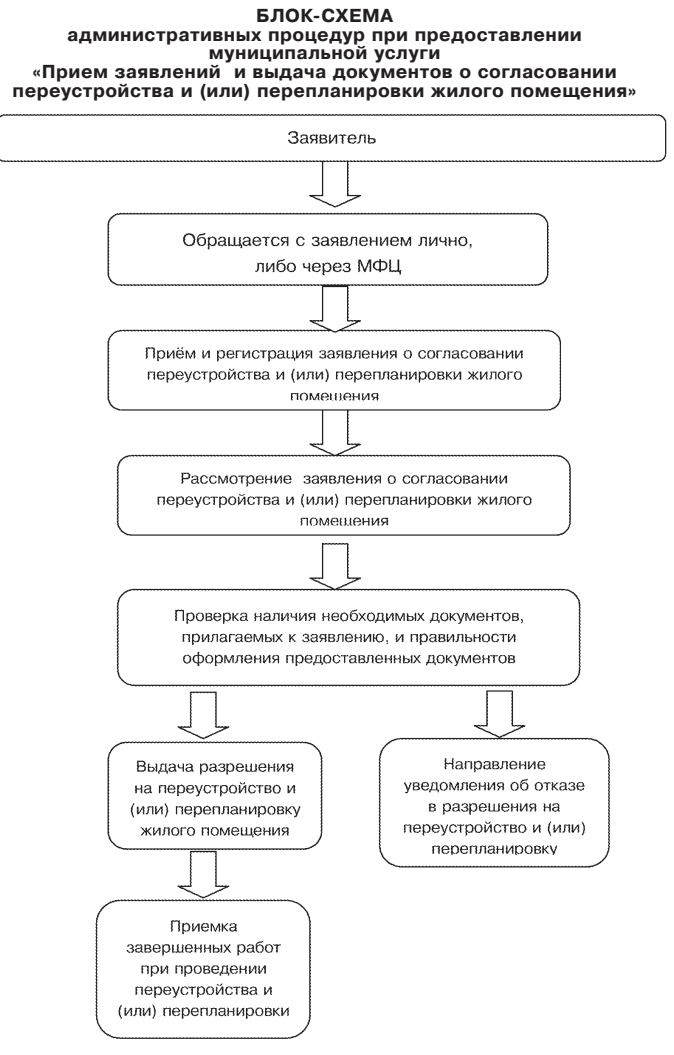 БЛОК-СХЕМА
административных процедур при предоставлении
муниципальной услуги
«Прием заявлений и выдача документов о согласовании
переустройства и (или) перепланировки жилого помещения»
Заявитель
Обращается с заявлением лично,
либо через МФЦ
Приём и регистрация заявления о согласовании
переустройства и (или) перепланировки жилого
помещения
Рассмотрение заявления о согласовании
переустройства и (или) перепланировки жилого
помещения
Проверка наличия необходимых документов,
прилагаемых к заявлению, и правильности
оформления предоставленных документов
Выдача разрешения
на переустройство и
(или) перепланировку
жилого помещения
Направление
уведомления об отказе
в разрешения на
переустройство и (или)
перепланировку
Приемка
завершенных работ
при проведении
переустройства и
(или) перепланировки